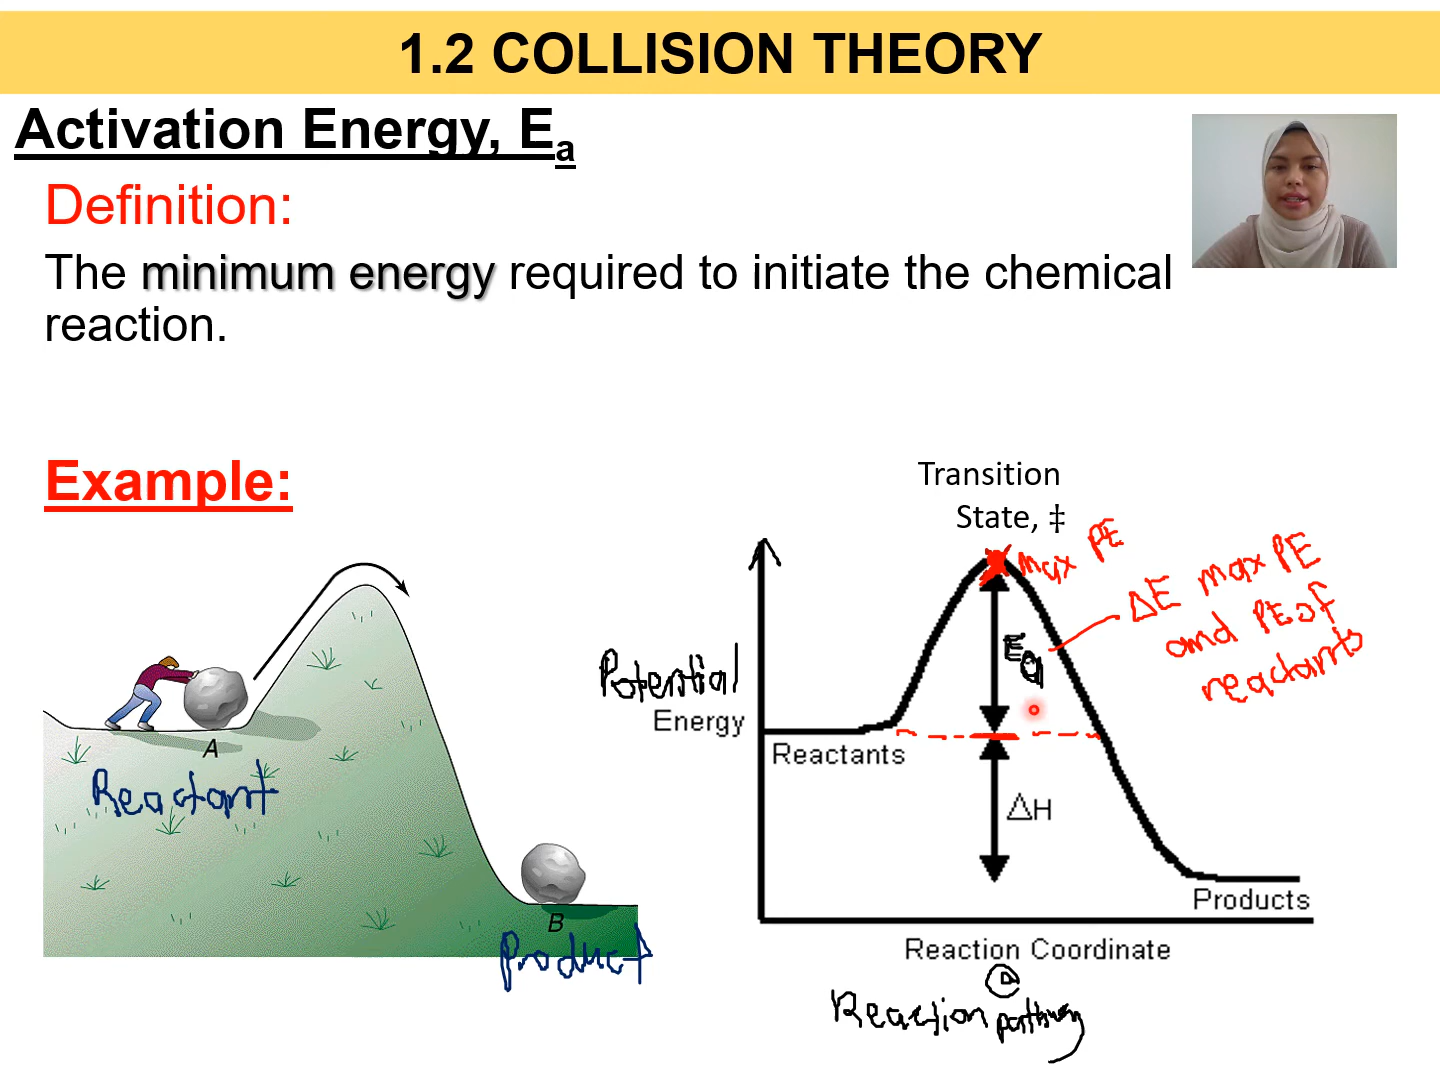 1.2 COLLISION THEORY
Activation Energy, Ea
Definition:
The minimum energy required to initiate the chemical
reaction.
Example:
A
Reactant
B
Product
Transition
State, ‡
max PE
ΔE max PE
and PE of
reactants
Ea
Potential
Energy
Reactants
ΔH
Products
Reaction Coordinate
@
Reaction pathway